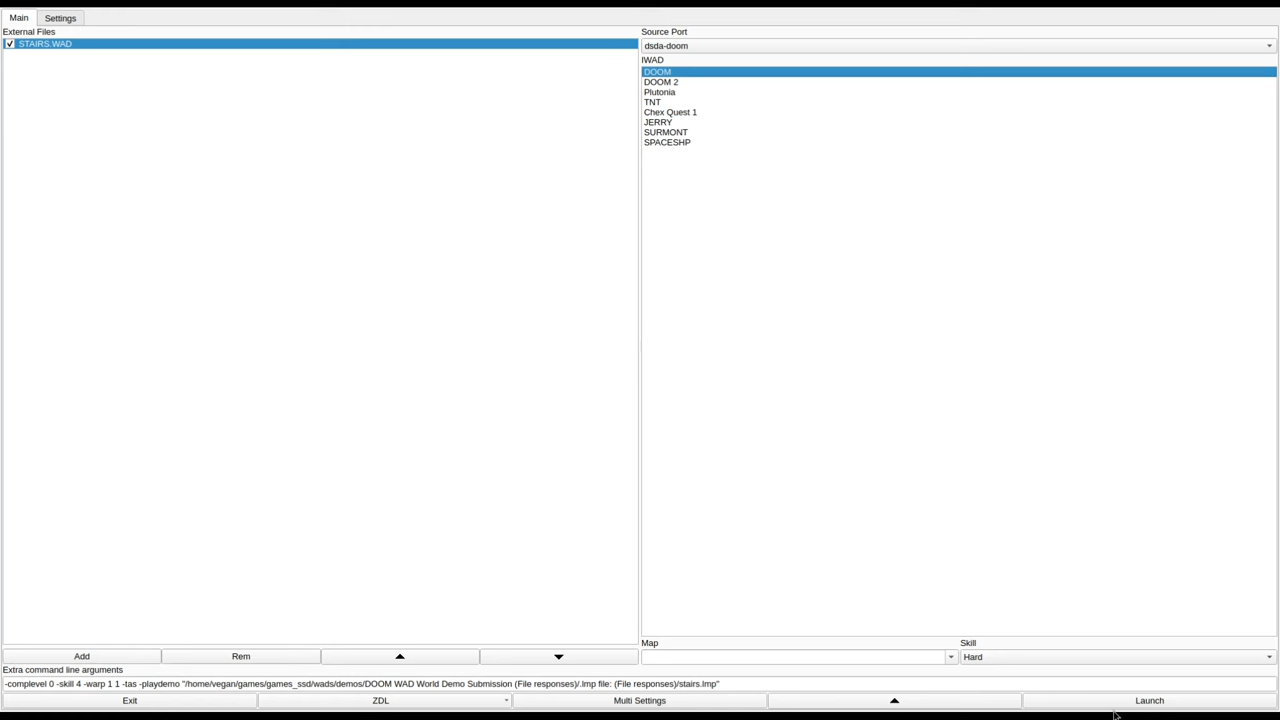 Main Settings
External Files
STAIRS.WAD
Source Port
dsda-doom
IWAD
DOOM
DOOM 2
Plutonia
TNT
Chex Quest 1
JERRY
SURMONT
SPACESHP
Map
Skill
Hard
Add
Rem
Extra command line arguments
-complevel 0 -skill 4 -warp 1 1 -tas -playdemo "/home/vegan/games/games_ssd/wads/demos/DOOM WAD World Demo Submission (File responses)/.lmp file: (File responses)/stairs.lmp"
Exit
ZDL
Multi Settings
Launch